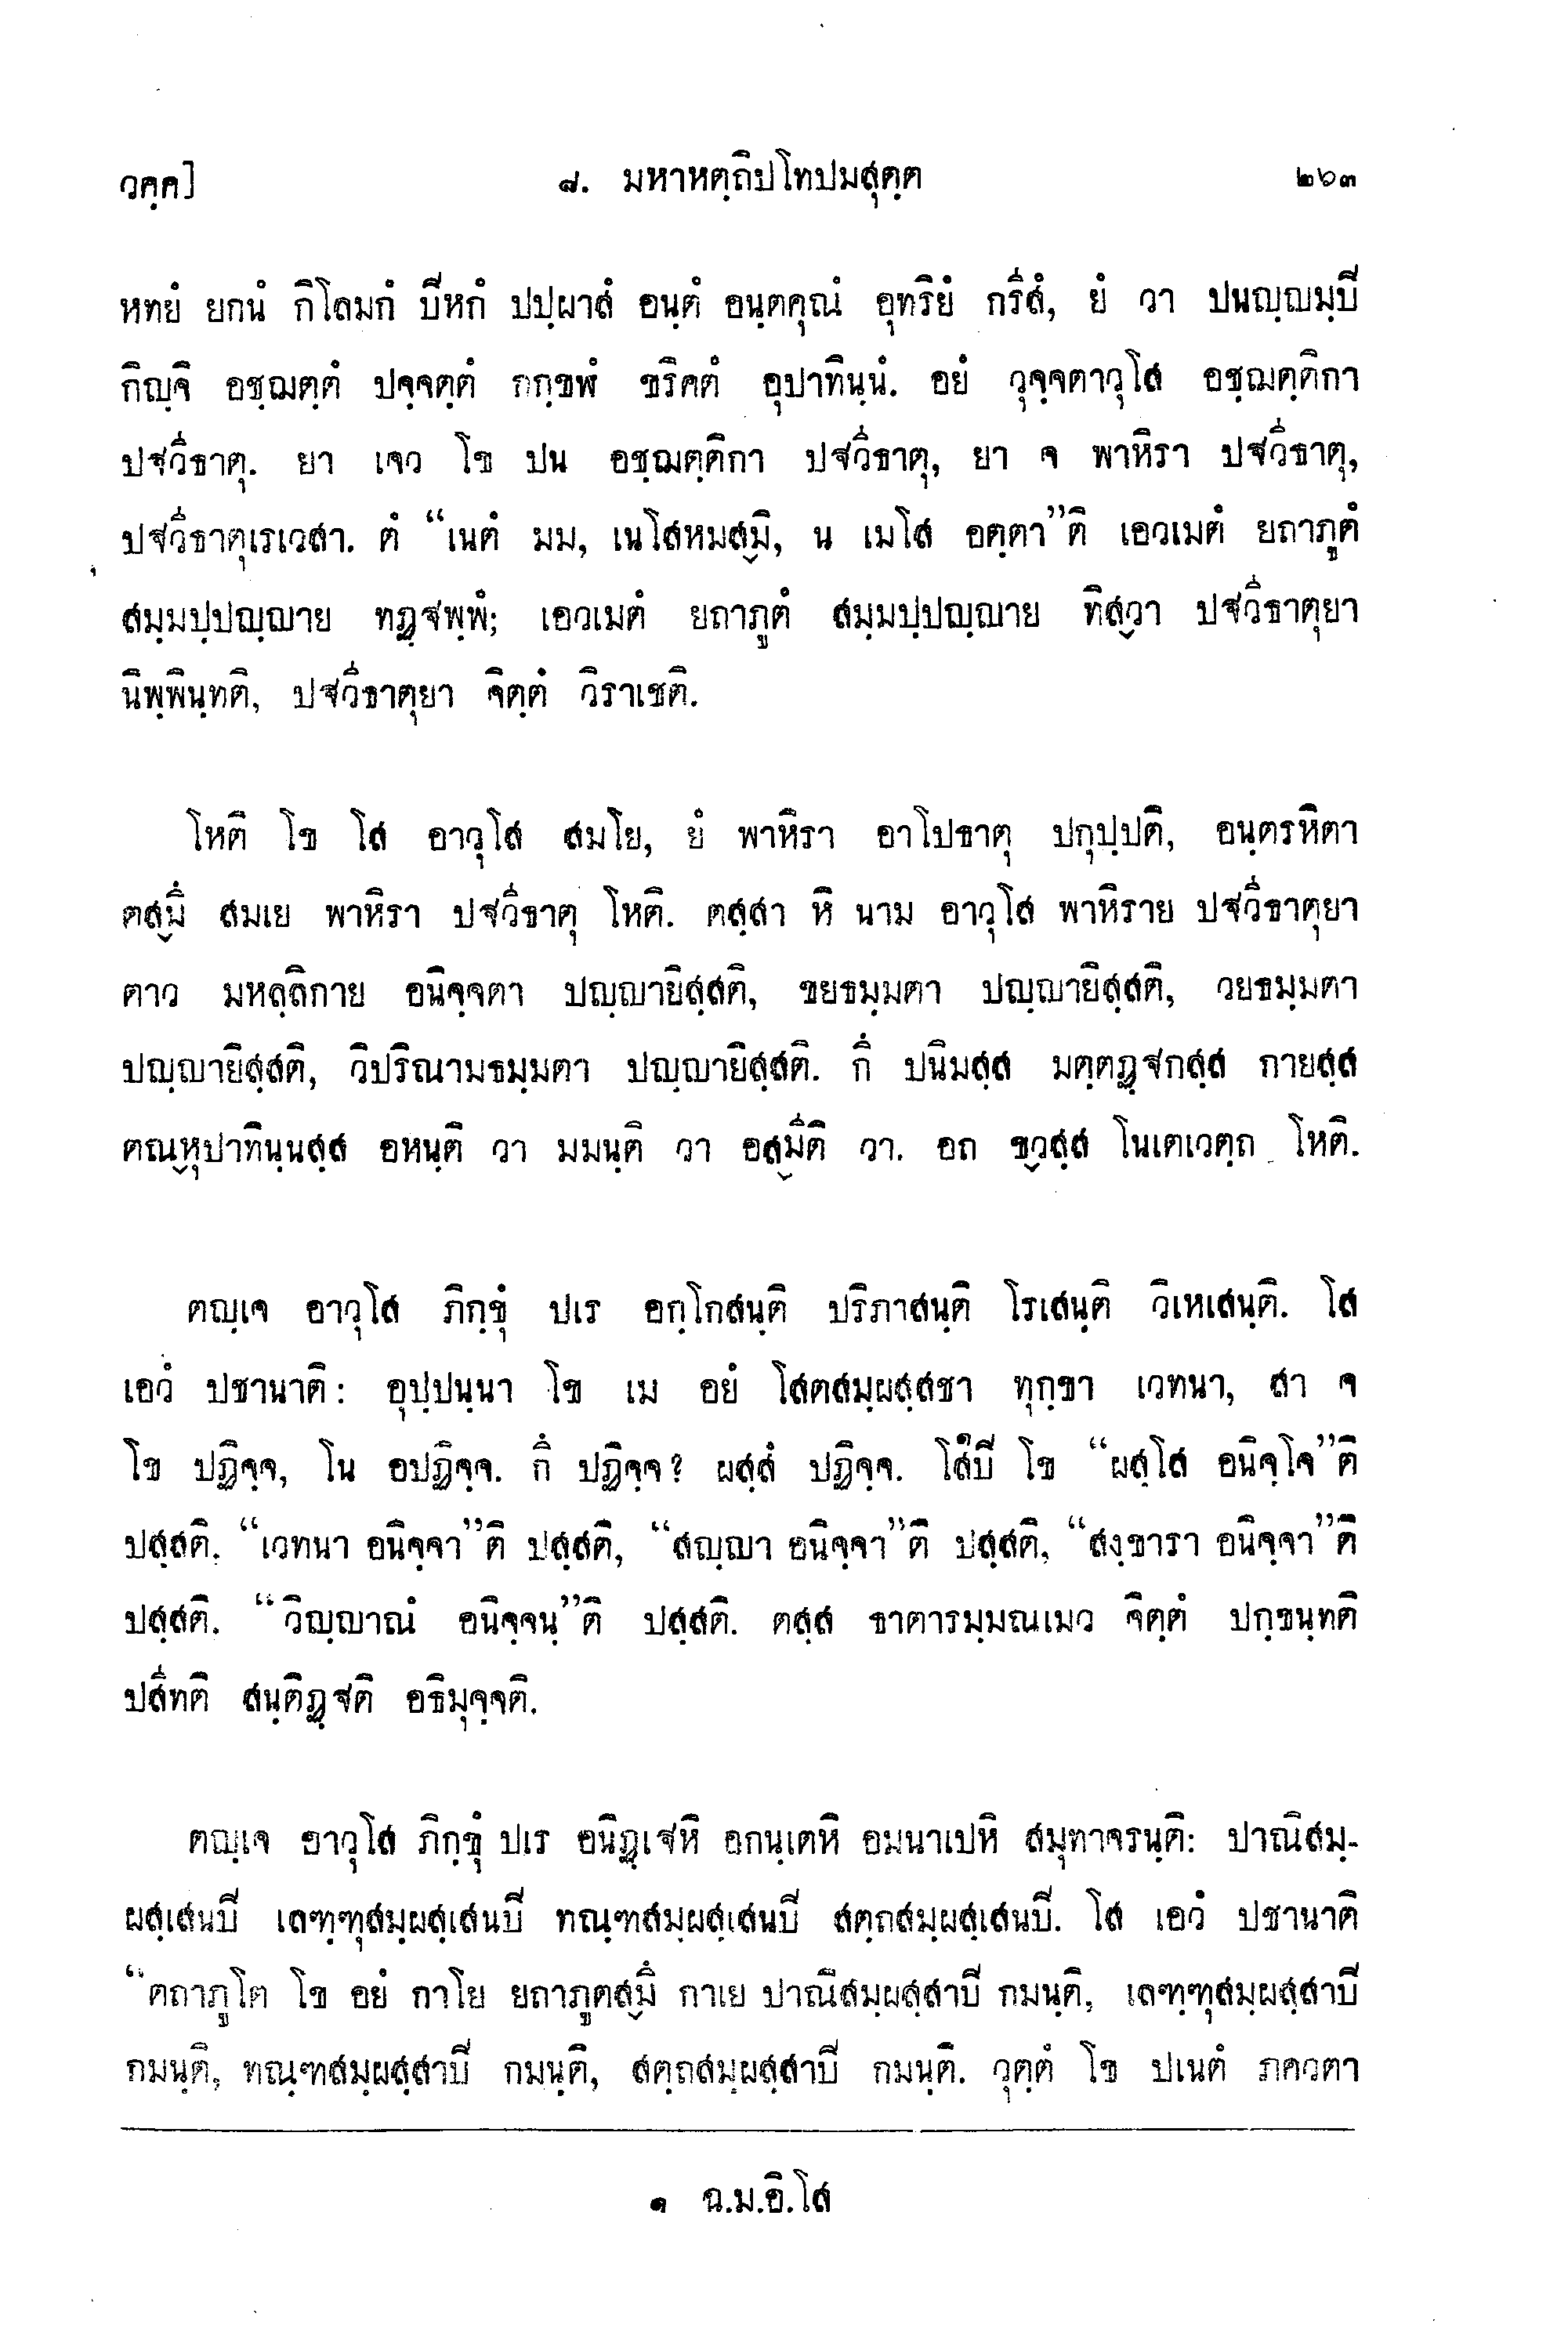 วคฺค] ๘. มหาหตฺถิปโทปมสุตฺต ๒๖๓
หทยํ ยกนํ กิโลมกํ ปิหกํ ปปฺผาสํ อนฺตํ อนฺตคุณํ อุทริยํ กรีสํ, ยํ วา ปนญฺญมฺปิ
กิญฺจิ อชฺฌตฺตํ ปจฺจตฺตํ กกฺขฬํ ขริคตํ อุปาทินฺนํ. อยํ วุจฺจตาวุโส อชฺฌตฺติกา
ปฐวีธาตุ. ยา เจว โข ปน อชฺฌตฺติกา ปฐวีธาตุ, ยา จ พาหิรา ปฐวีธาตุ,
ปฐวีธาตุเรเวสา. ตํ “เนตํ มม, เนโสหมสฺมิ, น เมโส อตฺตา”ติ เอวเมตํ ยถาภูตํ
สมฺมปฺปญฺญาย ทฏฺฐพฺพํ; เอวเมตํ ยถาภูตํ สมฺมปฺปญฺญาย ทิสฺวา ปฐวีธาตุยา
นิพฺพินฺทติ, ปฐวีธาตุยา จิตฺตํ วิราเชติ.
โหติ โข โส อาวุโส สมโย, ยํ พาหิรา อาโปธาตุ ปกุปฺปติ, อนฺตรหิตา
ตสฺมึ สมเย พาหิรา ปฐวีธาตุ โหติ. ตสฺสา หิ นาม อาวุโส พาหิราย ปฐวีธาตุยา
ตาว มหลฺลิกาย อนิจฺจตา ปญฺญายิสฺสติ, ขยธมฺมตา ปญฺญายิสฺสติ, วยธมฺมตา
ปญฺญายิสฺสติ, วิปริณามธมฺมตา ปญฺญายิสฺสติ. กึ ปนิมสฺส มตฺตฏฺฐกสฺส กายสฺส
ตณฺหุปาทินฺนสฺส อหนฺติ วา มมนฺติ วา อสฺมีติ วา. อถ ขฺวสฺส โนเตเวตฺถ โหติ.
ตญฺเจ อาวุโส ภิกฺขุํ ปเร อกฺโกสนฺติ ปริภาสนฺติ โรเสนฺติ วิเหเสนฺติ. โส
เอวํ ปชานาติ: อุปฺปนฺนา โข เม อยํ โสตสมฺผสฺสชา ทุกฺขา เวทนา, สา จ
โข ปฏิจฺจ, โน อปฏิจฺจ. กึ ปฏิจฺจ? ผสฺสํ ปฏิจฺจ. โส๑ปิ โข “ผสฺโส อนิจฺโจ”ติ
ปสฺสติ, “เวทนา อนิจฺจา”ติ ปสฺสติ, “สญฺญา อนิจฺจา”ติ ปสฺสติ, “สงฺขารา อนิจฺจา”ติ
ปสฺสติ. “วิญฺญาณํ อนิจฺจนฺ”ติ ปสฺสติ. ตสฺส ธาตารมฺมณเมว จิตฺตํ ปกฺขนฺทติ
ปสีทติ สนฺติฏฺฐติ อธิมุจฺจติ.
ตญฺเจ อาวุโส ภิกฺขุํ ปเร อนิฏฺเฐหิ อกนฺเตหิ อมนาเปหิ สมุทาจรนฺติ: ปาณิสมฺ-
ผสฺเสนปิ เลฑฺฑุสมฺผสฺเสนปิ ทณฺฑสมฺผสฺเสนปิ สตฺถสมฺผสฺเสนปิ. โส เอวํ ปชานาติ
“ตถาภูโต โข อยํ กาโย ยถาภูตสฺมึ กาเย ปาณิสมฺผสฺสาปิ กมนฺติ, เลฑฺฑุสมฺผสฺสาปิ
กมนฺติ, ทณฺฑสมฺผสฺสาปิ กมนฺติ, สตฺถสมฺผสฺสาปิ กมนฺติ. วุตฺตํ โข ปเนตํ ภควตา
๑ ฉ.ม.อิ.โส